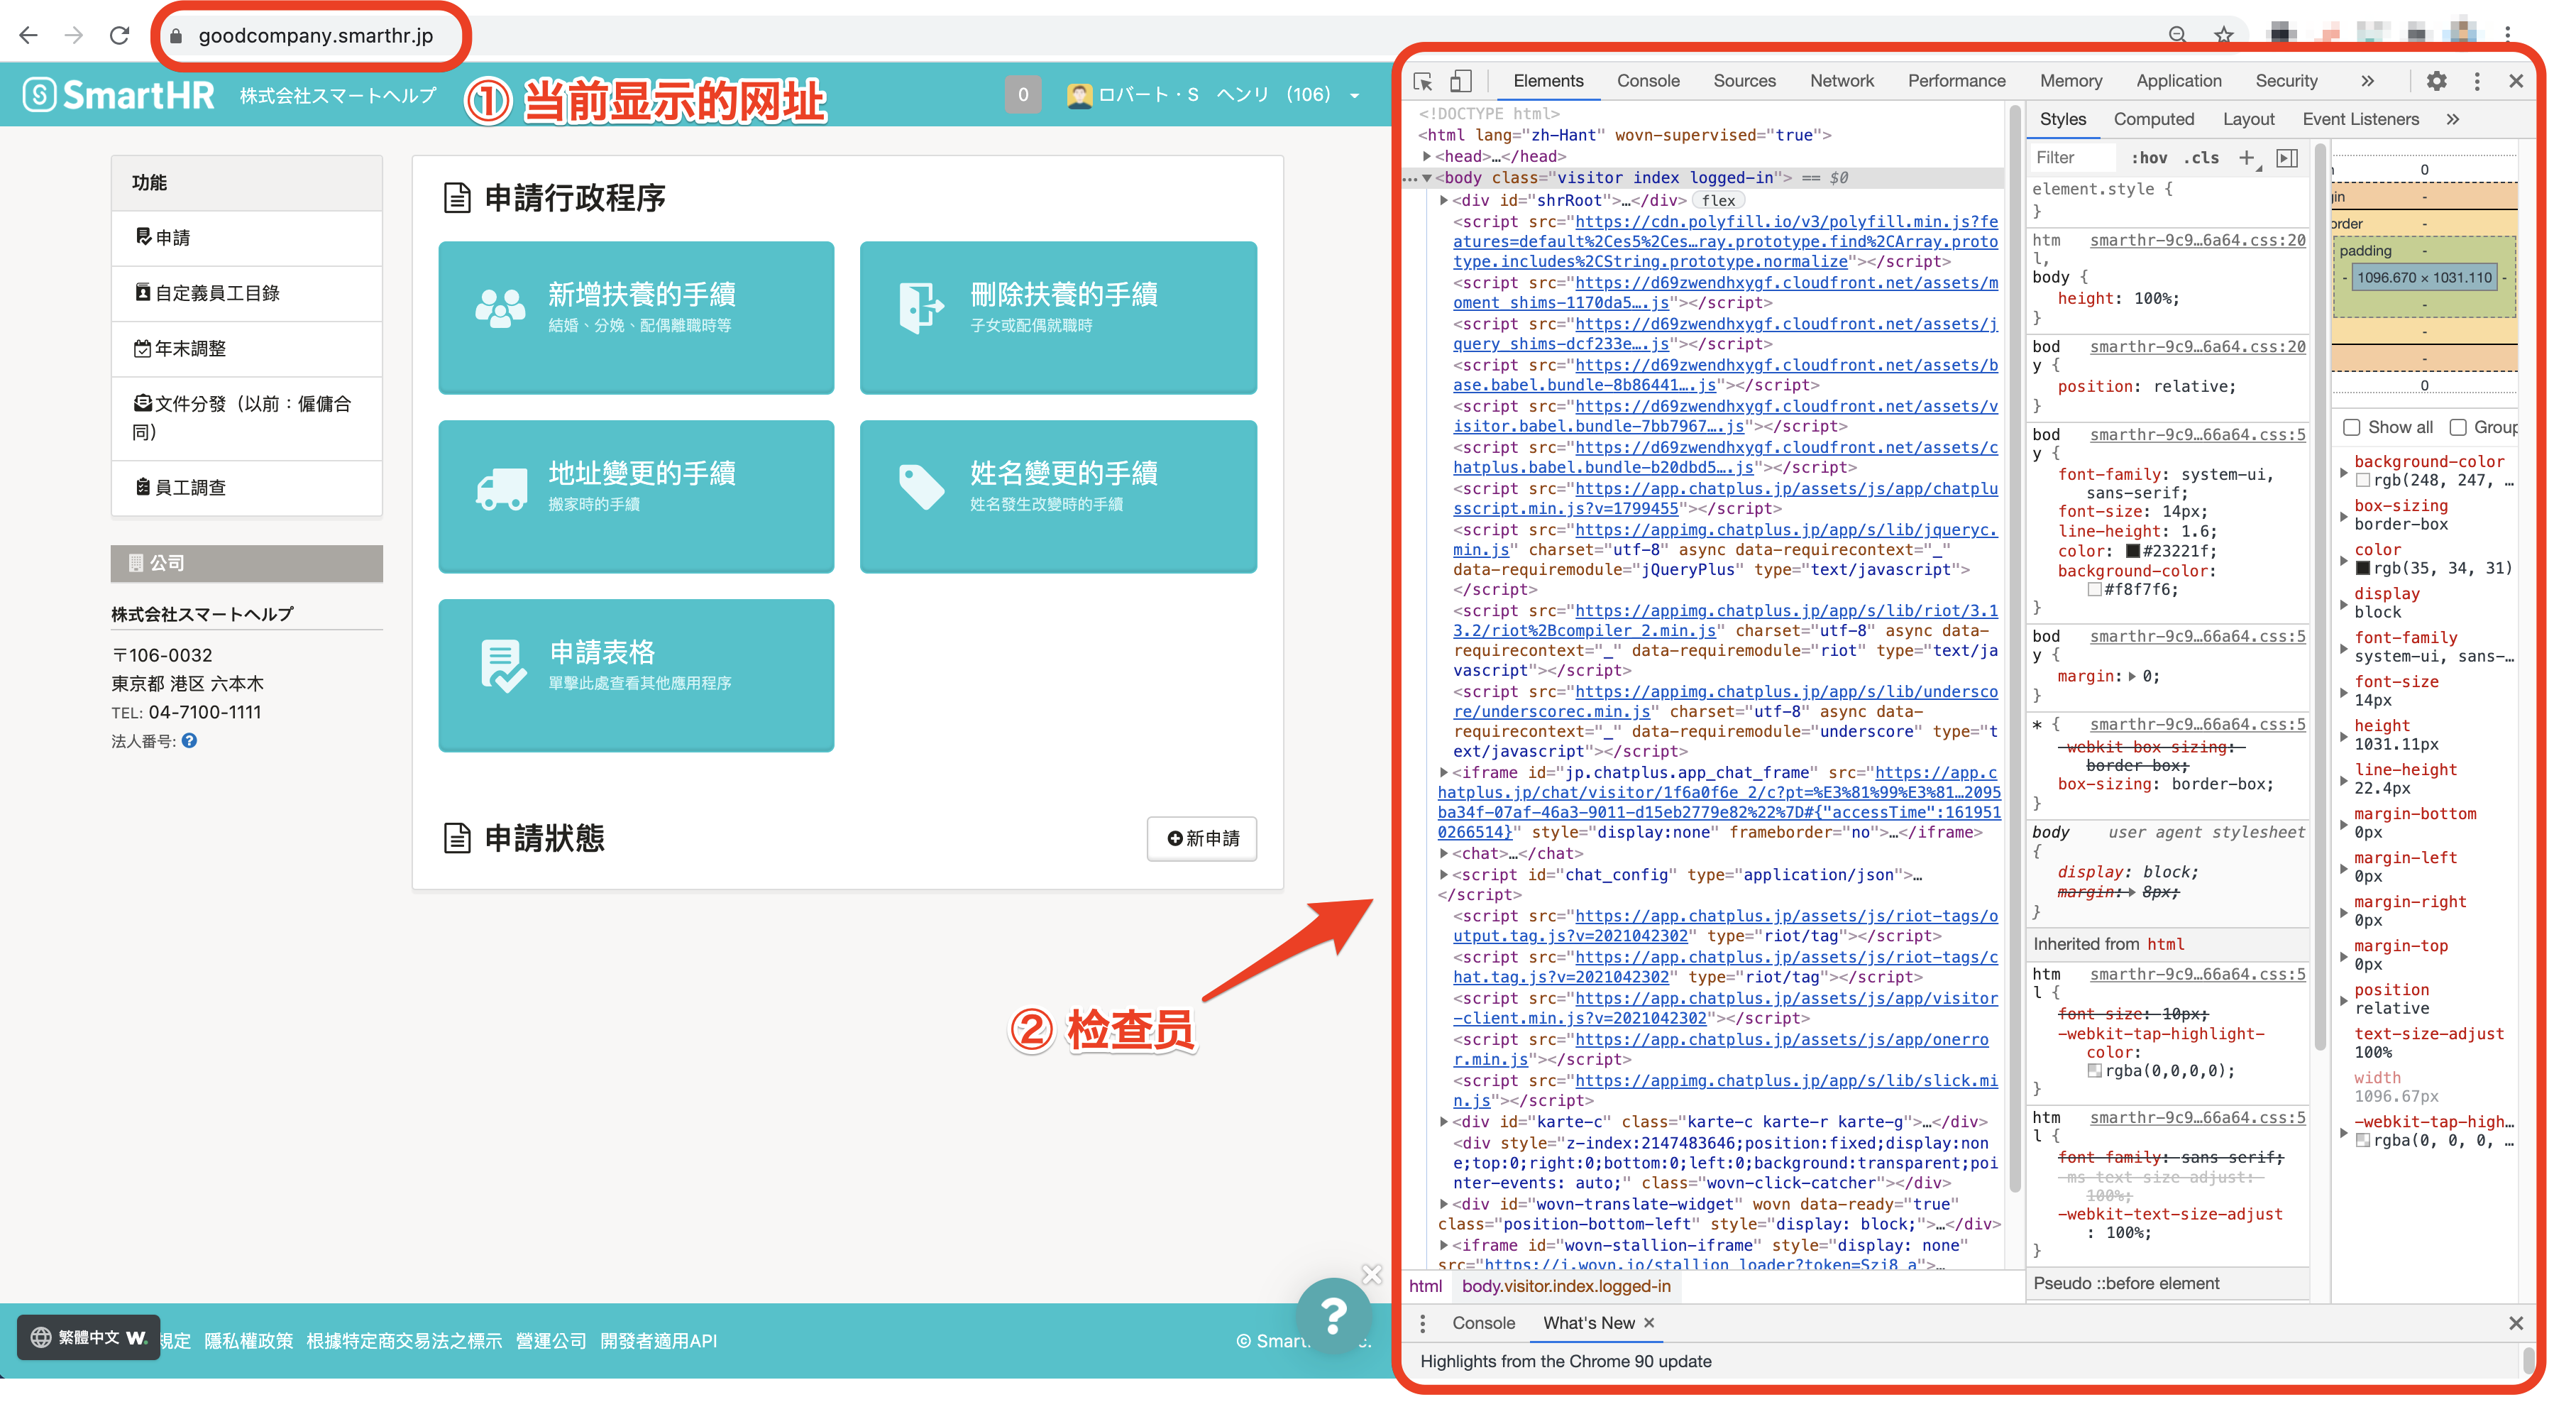 goodcompany.smarthr.jp
SmartHR
株式会社スマートヘルプ
① 当前显示的网址
0
ロバート・S ヘンリ (106)
功能
申請
自定義員工目錄
年末調整
文件分發（以前：僱傭合
同）
員工調查
公司
株式会社スマートヘルプ
〒106-0032
東京都 港区 六本木
TEL: 04-7100-1111
法人番号:
申請行政程序
新增扶養的手續
結婚、分娩、配偶離職時等
刪除扶養的手續
子女或配偶就職時
地址變更的手續
搬家時的手續
姓名變更的手續
姓名發生改變時的手續
申請表格
單擊此處查看其他應用程序
申請狀態
新申請
② 检查员
繁體中文 W.
規定 隱私權政策 根據特定商交易法之標示 營運公司 開發者適用API
© Smart
Elements Console Sources Network Performance Memory Application Security
<!DOCTYPE html>
<html lang="zh-Hant" wovn-supervised="true">
<head>…</head>
<body class="visitor index logged-in"> == $0
<div id="shrRoot">…</div> flex
<script src="https://cdn.polyfill.io/v3/polyfill.min.js?fe
atures=default%2Ces5%2Ces…ray.prototype.find%2CArray.proto
type.includes%2CString.prototype.normalize"></script>
<script src="https://d69zwendhxygf.cloudfront.net/assets/m
oment_shims-1170da5….js"></script>
<script src="https://d69zwendhxygf.cloudfront.net/assets/j
query_shims-dcf233e….js"></script>
<script src="https://d69zwendhxygf.cloudfront.net/assets/b
ase.babel.bundle-8b86441….js"></script>
<script src="https://d69zwendhxygf.cloudfront.net/assets/v
isitor.babel.bundle-7bb7967….js"></script>
<script src="https://d69zwendhxygf.cloudfront.net/assets/c
hatplus.babel.bundle-b20dbd5….js"></script>
<script src="https://app.chatplus.jp/assets/js/app/chatplu
sscript.min.js?v=1799455"></script>
<script src="https://appimg.chatplus.jp/app/s/lib/jqueryc.
min.js" charset="utf-8" async data-requirecontext="_"
data-requiremodule="jQueryPlus" type="text/javascript">
</script>
<script src="https://appimg.chatplus.jp/app/s/lib/riot/3.1
3.2/riot%2Bcompiler_2.min.js" charset="utf-8" async data-
requirecontext="_" data-requiremodule="riot" type="text/ja
vascript"></script>
<script src="https://appimg.chatplus.jp/app/s/lib/undersco
re/underscorec.min.js" charset="utf-8" async data-
requirecontext="_" data-requiremodule="underscore" type="t
ext/javascript"></script>
<iframe id="jp.chatplus.app_chat_frame" src="https://app.c
hatplus.jp/chat/visitor/1f6a0f6e_2/c?pt=%E3%81%99%E3%81…2095
ba34f-07af-46a3-9011-d15eb2779e82%22%7D#{"accessTime":161951
0266514}" style="display:none" frameborder="no">…</iframe>
<chat>…</chat>
<script id="chat_config" type="application/json">…
</script>
<script src="https://app.chatplus.jp/assets/js/riot-tags/o
utput.tag.js?v=2021042302" type="riot/tag"></script>
<script src="https://app.chatplus.jp/assets/js/riot-tags/c
hat.tag.js?v=2021042302" type="riot/tag"></script>
<script src="https://app.chatplus.jp/assets/js/app/visitor
-client.min.js?v=2021042302"></script>
<script src="https://app.chatplus.jp/assets/js/app/onerro
r.min.js"></script>
<script src="https://appimg.chatplus.jp/app/s/lib/slick.mi
n.js"></script>
<div id="karte-c" class="karte-c karte-r karte-g">…</div>
<div style="z-index:2147483646;position:fixed;display:non
e;top:0;right:0;bottom:0;left:0;background:transparent;poi
nter-events: auto;" class="wovn-click-catcher"></div>
<div id="wovn-translate-widget" wovn data-ready="true"
class="position-bottom-left" style="display: block;">…</div>
<iframe id="wovn-stallion-iframe" style="display: none"
src="https://j.wovn.io/stallion_loader?token=Szj8_a">…
html body.visitor.index.logged-in
Styles Computed Layout Event Listeners
Filter :hov .cls
element.style {
}
htm smarthr-9c9…6a64.css:20
l,
body {
height: 100%;
}
bod smarthr-9c9…6a64.css:20
y {
position: relative;
}
bod smarthr-9c9…66a64.css:5
y {
font-family: system-ui,
sans-serif;
font-size: 14px;
line-height: 1.6;
color: #23221f;
background-color:
#f8f7f6;
}
bod smarthr-9c9…66a64.css:5
y {
margin: 0;
}
* { smarthr-9c9…66a64.css:5
-webkit-box-sizing:
border-box;
box-sizing: border-box;
}
body user agent stylesheet
{
display: block;
margin: 8px;
}
Inherited from html
htm smarthr-9c9…66a64.css:5
l {
font-size: 10px;
-webkit-tap-highlight-
color:
rgba(0,0,0,0);
}
htm smarthr-9c9…66a64.css:5
l {
font-family: sans-serif;
-ms-text-size-adjust:
100%;
-webkit-text-size-adjust
: 100%;
}
Pseudo ::before element
0
-
-
padding -
- 1096.670 × 1031.110 -
-
-
-
0
Show all Group
background-color
rgb(248, 247, …
box-sizing
border-box
color
rgb(35, 34, 31)
display
block
font-family
system-ui, sans-…
font-size
14px
height
1031.11px
line-height
22.4px
margin-bottom
0px
margin-left
0px
margin-right
0px
margin-top
0px
position
relative
text-size-adjust
100%
width
1096.67px
-webkit-tap-high…
rgba(0, 0, 0, …
Console What's New
Highlights from the Chrome 90 update